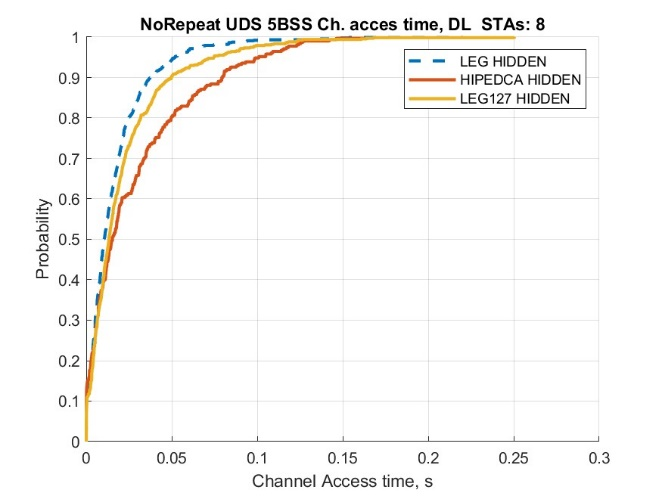 NoRepeat UDS 5BSS Ch. acces time, DL STAs: 8
LEG HIDDEN
HIPEDCA HIDDEN
LEG127 HIDDEN
Probability
1
0.9
0.8
0.7
0.6
0.5
0.4
0.3
0.2
0.1
0
0 0.05 0.1 0.15 0.2 0.25 0.3
Channel Access time, s